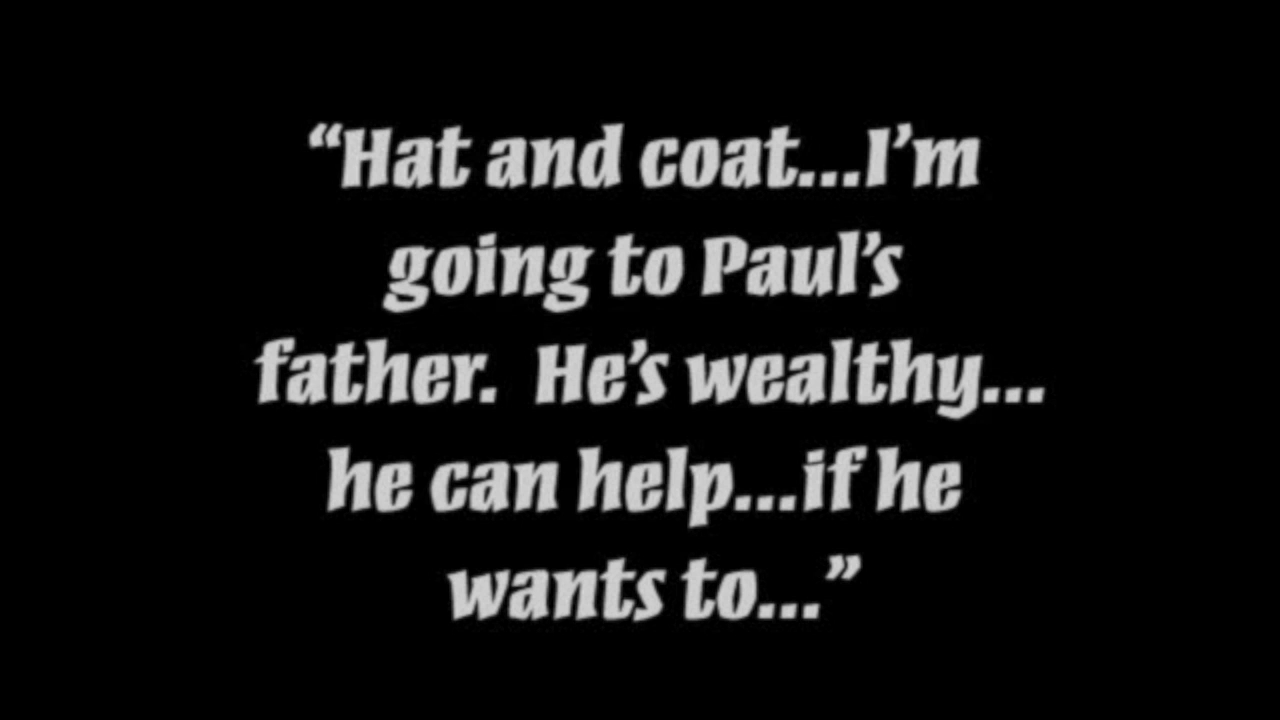 “Hat and coat...I’m
going to Paul’s
father.  He’s wealthy...
he can help...if he
wants to...”